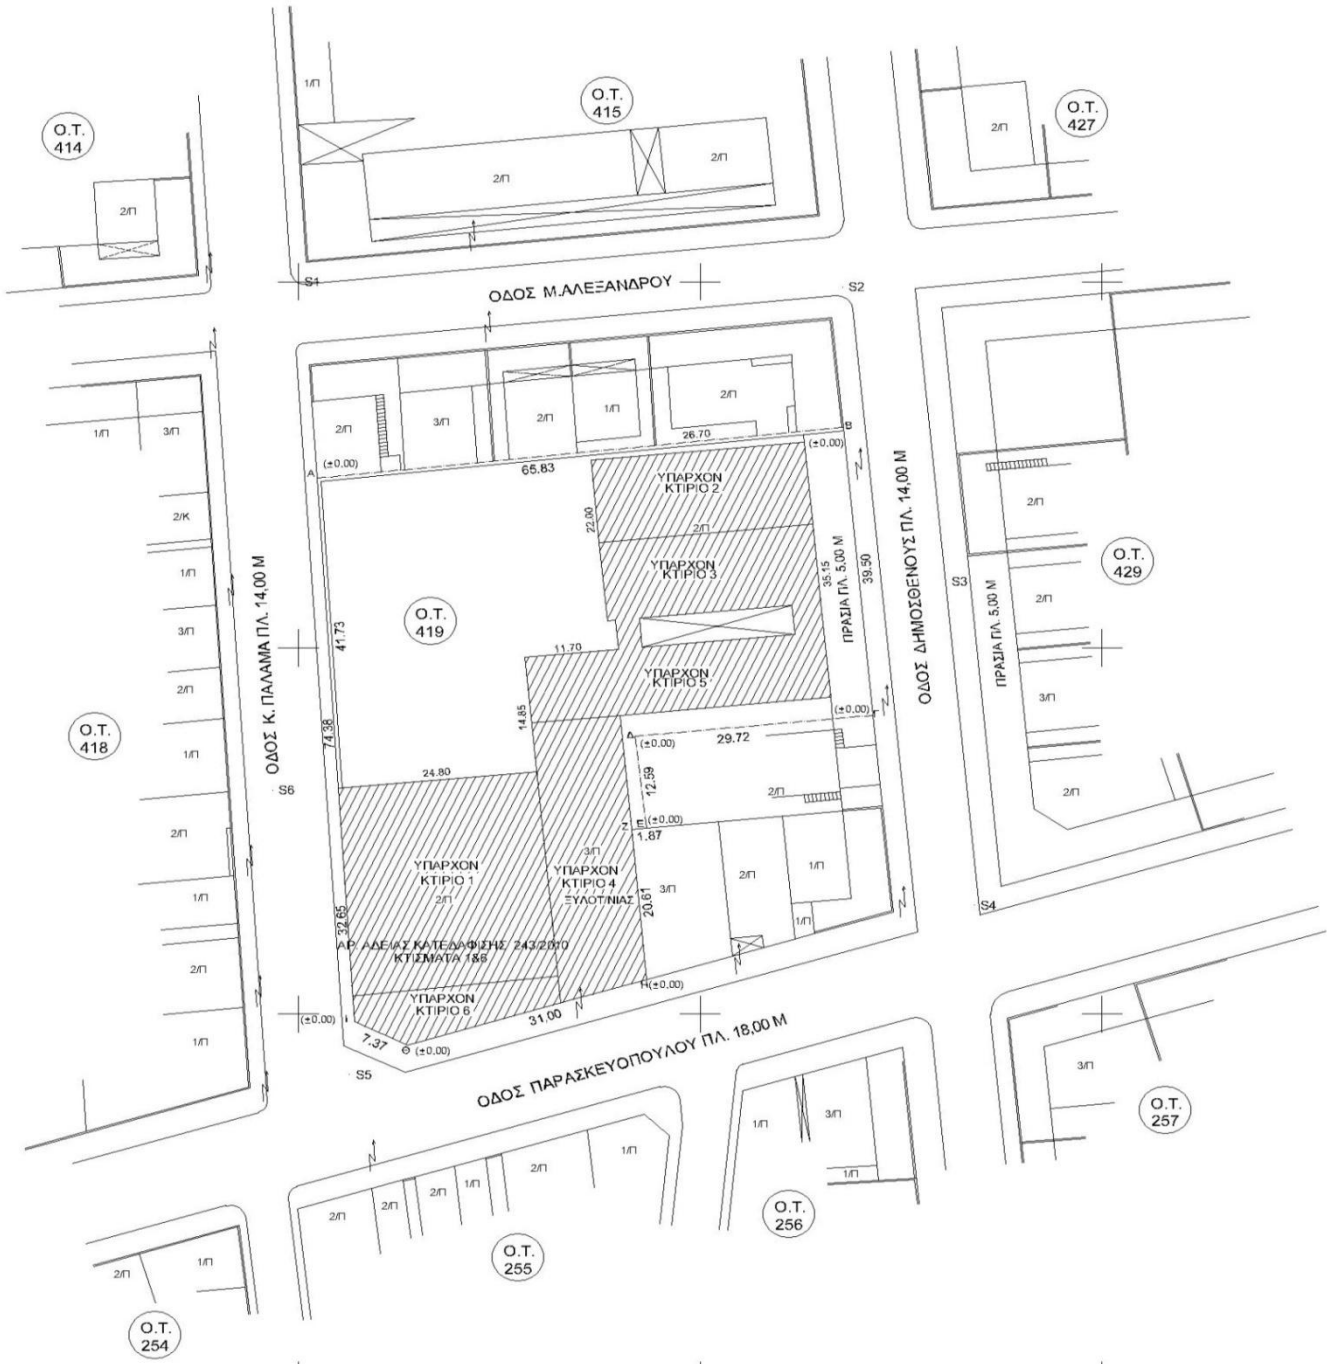 Ο.Τ.
414
1/Π
Ο.Τ.
415
Ο.Τ.
427
2/Π
2/Π
2/Π
2/Π
S1
ΟΔΟΣ Μ.ΑΛΕΞΑΝΔΡΟΥ
S2
2/Π
3/Π
2/Π
1/Π
2/Π
1/Π
3/Π
(±0,00)
A
65.83
26.70
(±0,00)
B
ΥΠΑΡΧΟΝ
ΚΤΙΡΙΟ 2
2/Π
22.00
ΥΠΑΡΧΟΝ
ΚΤΙΡΙΟ 3
35.15
ΠΡΑΣΙΑ ΠΛ. 5,00 Μ
39.50
ΟΔΟΣ ΔΗΜΟΣΘΕΝΟΥΣ ΠΛ. 14,00 Μ
S3
ΠΡΑΣΙΑ ΠΛ. 5,00 Μ
2/Π
2/Π
3/Π
2/Π
Ο.Τ.
429
2/Κ
1/Π
3/Π
2/Π
1/Π
2/Π
1/Π
2/Π
1/Π
Ο.Τ.
418
ΟΔΟΣ Κ. ΠΑΛΑΜΑ ΠΛ. 14,00 Μ
S6
41.73
74.38
Ο.Τ.
419
11.70
ΥΠΑΡΧΟΝ
ΚΤΙΡΙΟ 5
14.85
(±0,00)
Γ
Δ
(±0,00)
29.72
12.59
24.80
2/Π
Z
E
(±0,00)
1.87
ΥΠΑΡΧΟΝ
ΚΤΙΡΙΟ 1
2/Π
3/Π
ΥΠΑΡΧΟΝ
ΚΤΙΡΙΟ 4
ΞΥΛΟΤ/ΝΙΑΣ
20.61
3/Π
2/Π
1/Π
1/Π
S4
32.65
ΑΡ. ΑΔΕΙΑΣ ΚΑΤΕΔΑΦΙΣΗΣ 243/2010
ΚΤΙΣΜΑΤΑ 1&6
ΥΠΑΡΧΟΝ
ΚΤΙΡΙΟ 6
H(±0,00)
(±0,00)
I
7.37
Θ
(±0,00)
31,00
S5
ΟΔΟΣ ΠΑΡΑΣΚΕΥΟΠΟΥΛΟΥ ΠΛ. 18,00 Μ
2/Π
2/Π
2/Π
1/Π
2/Π
1/Π
1/Π
3/Π
1/Π
3/Π
Ο.Τ.
257
Ο.Τ.
256
Ο.Τ.
255
2/Π
1/Π
Ο.Τ.
254